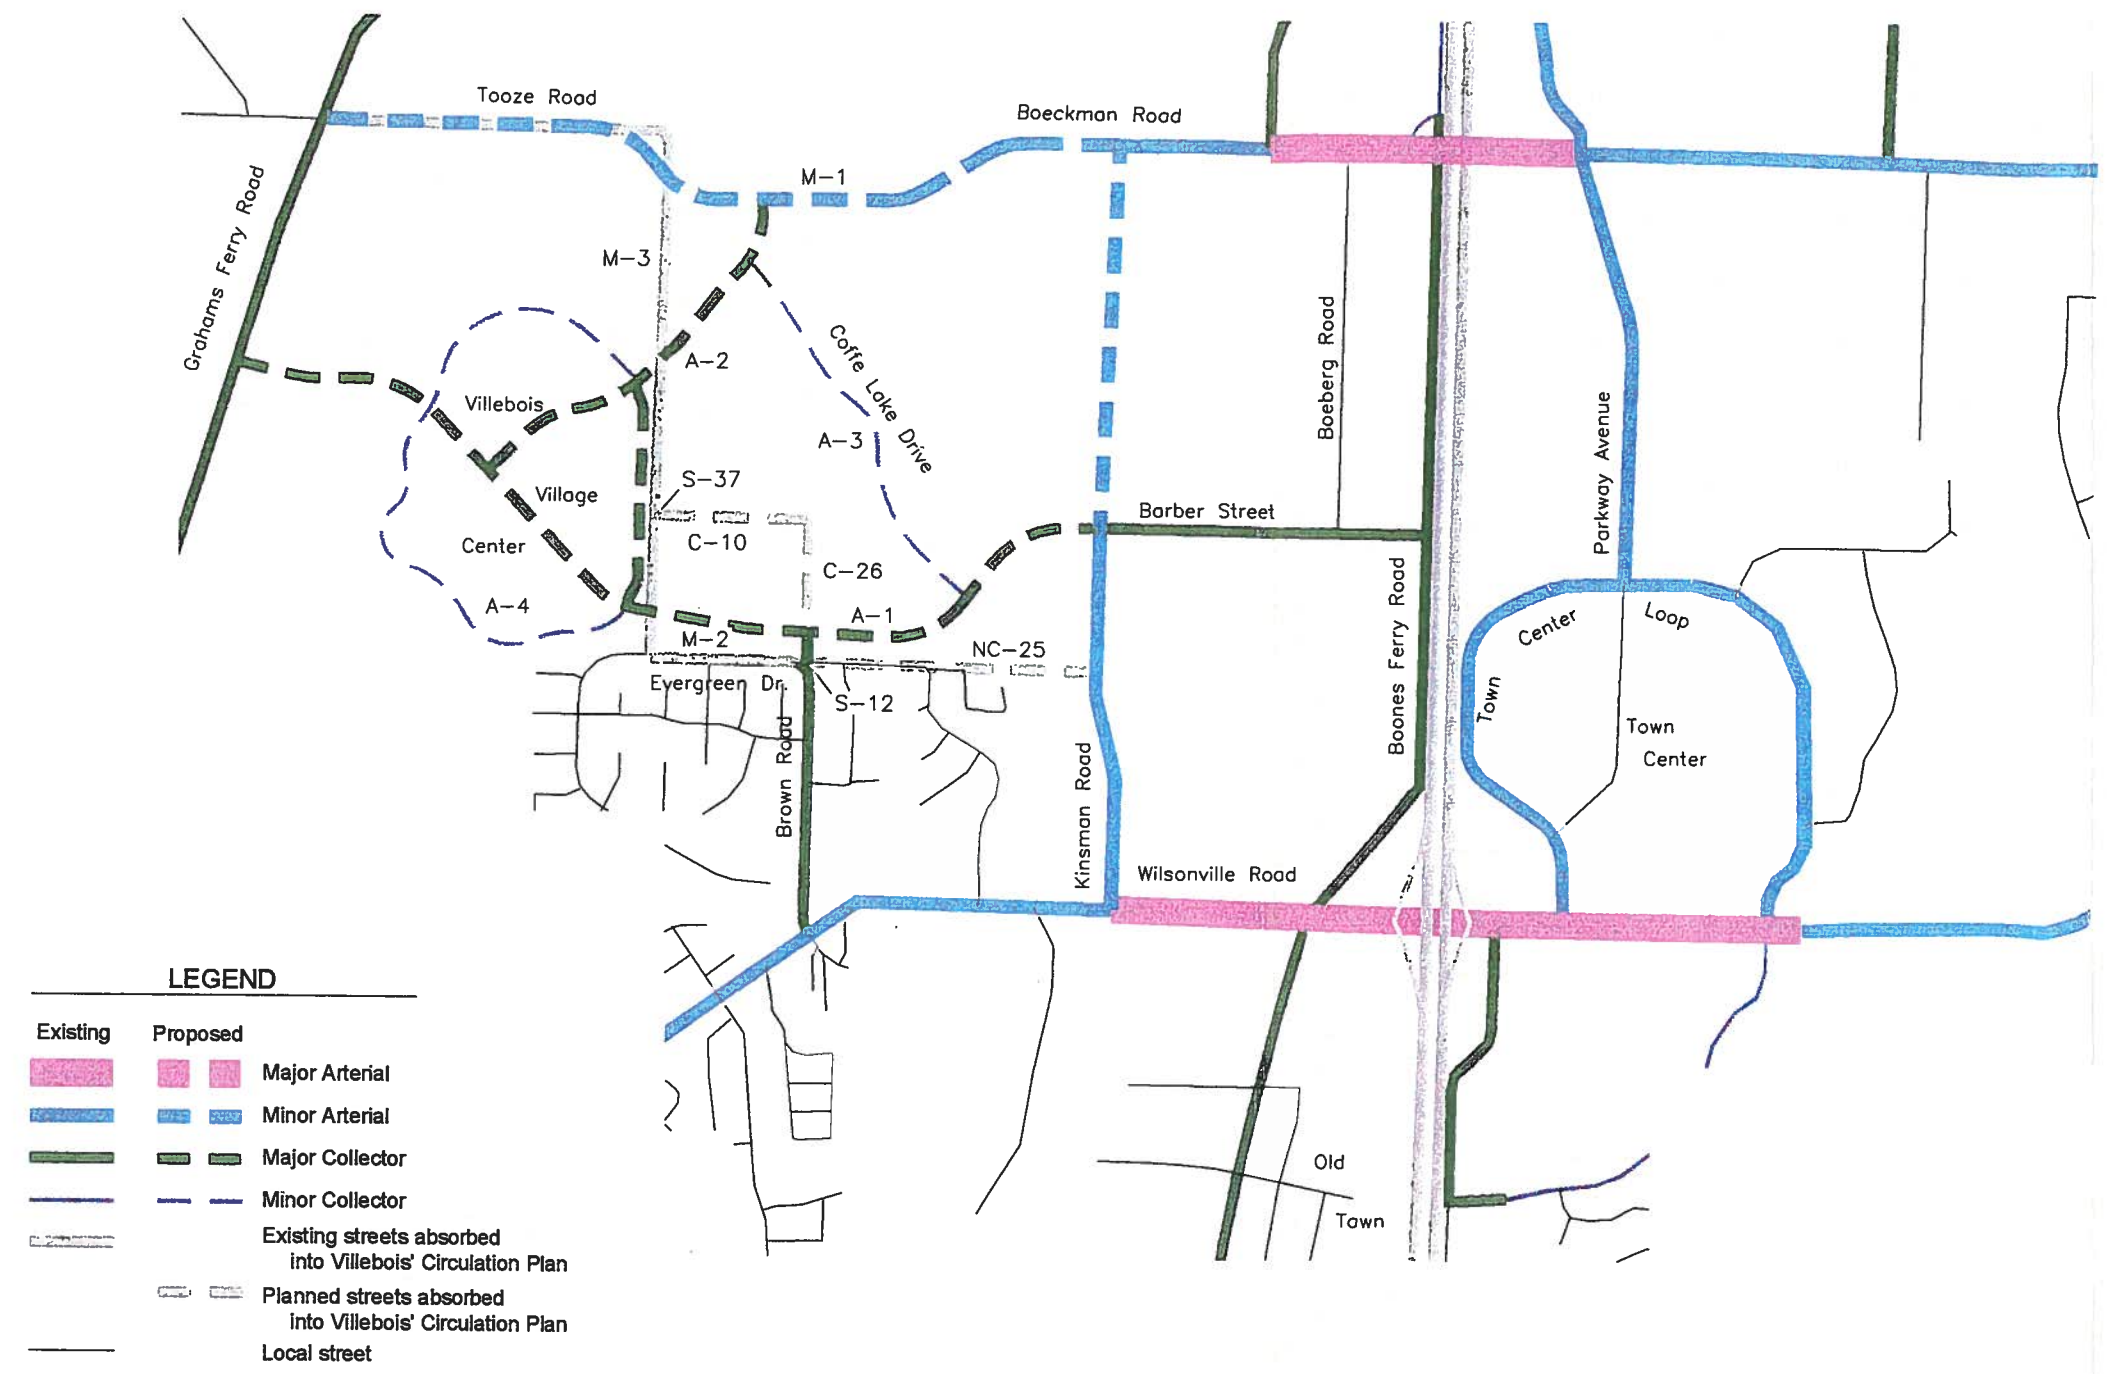 Tooze Road
Boeckman Road
M-1
Grahams Ferry Road
M-3
A-2
Coffe Lake Drive
Boeberg Road
Parkway Avenue
Villebois
A-3
S-37
Village
Barber Street
Center
C-10
C-26
A-4
A-1
Center
Loop
M-2
NC-25
Boones Ferry Road
Evergreen Dr.
S-12
Town
Town
Center
Brown Road
Kinsman Road
Wilsonville Road
Old
Town
LEGEND
Existing Proposed
Major Arterial
Minor Arterial
Major Collector
Minor Collector
Existing streets absorbed
into Villebois' Circulation Plan
Planned streets absorbed
into Villebois' Circulation Plan
Local street